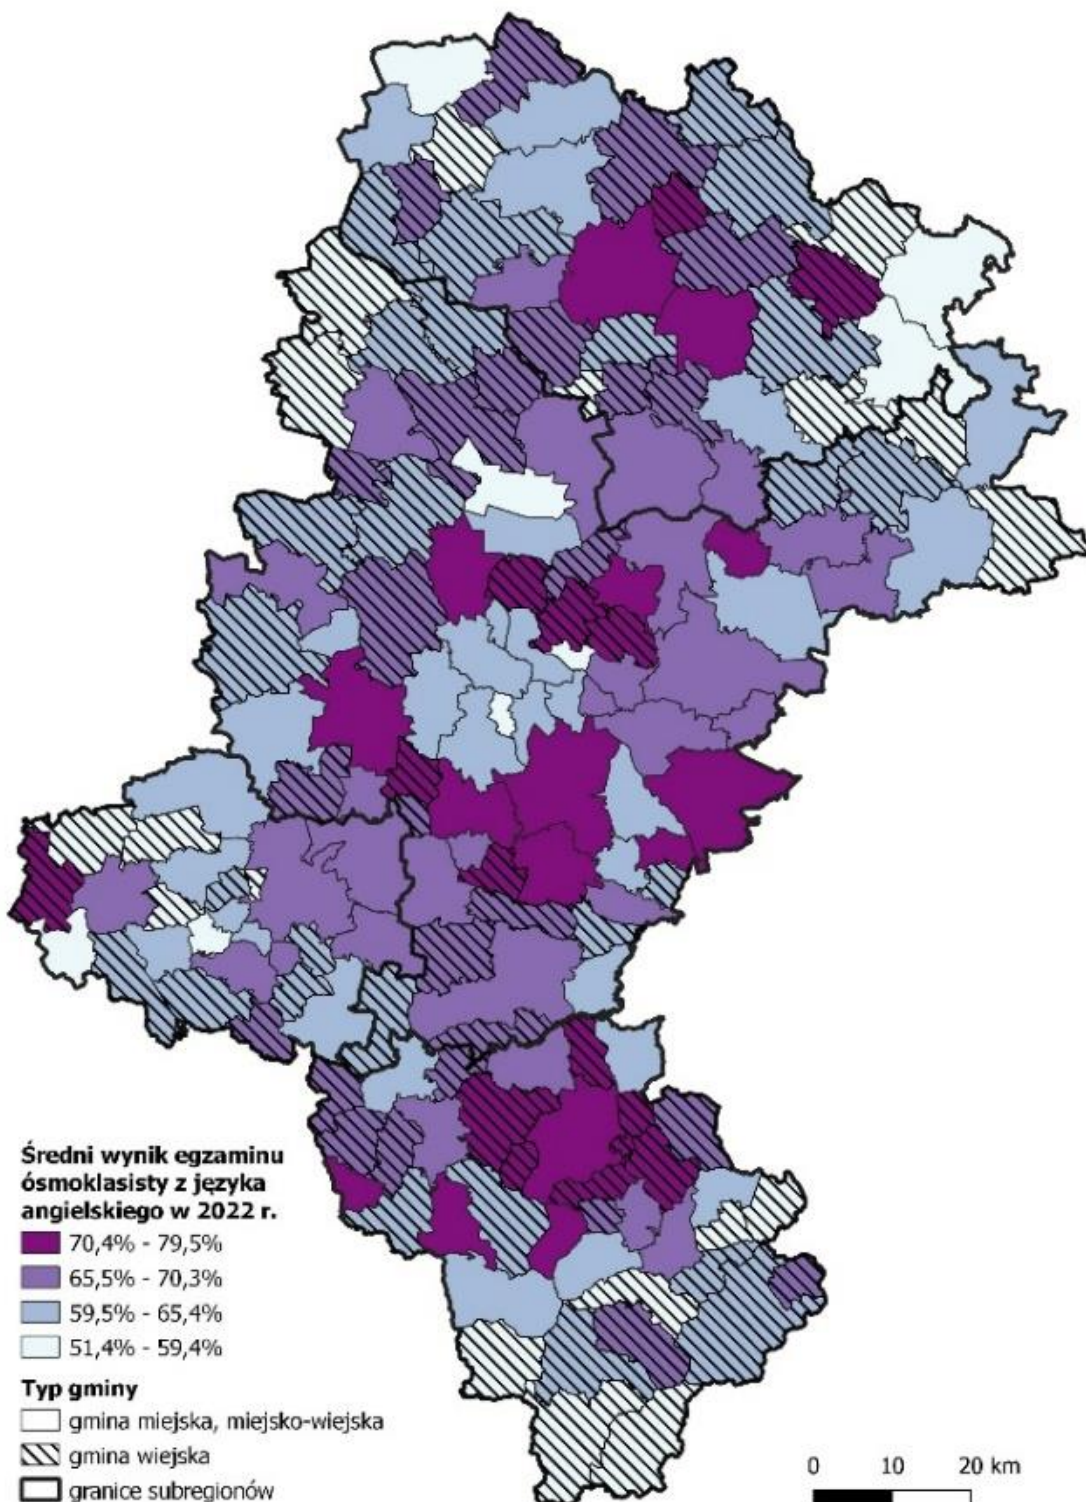 Średni wynik egzaminu
ósmoklasisty z języka
angielskiego w 2022 r.
70,4% - 79,5%
65,5% - 70,3%
59,5% - 65,4%
51,4% - 59,4%
Typ gminy
gmina miejska, miejsko-wiejska
gmina wiejska
granice subregionów
0 10 20 km